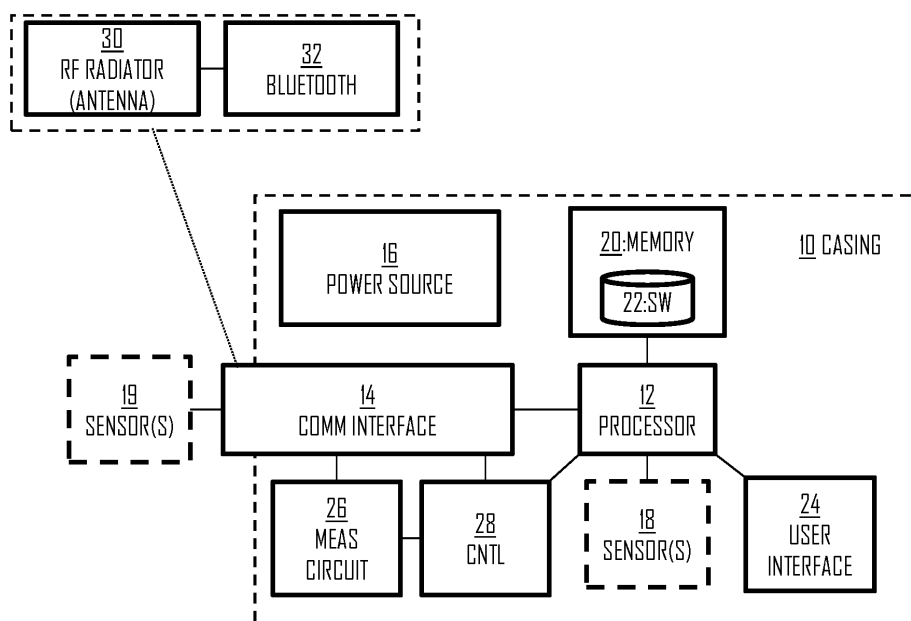 30
RF RADIATOR
(ANTENNA)
32
BLUETOOTH
16
POWER SOURCE
20:MEMORY
22:SW
10 CASING
19
SENSOR(S)
14
COMM INTERFACE
12
PROCESSOR
26
MEAS
CIRCUIT
28
CNTL
18
SENSOR(S)
24
USER
INTERFACE